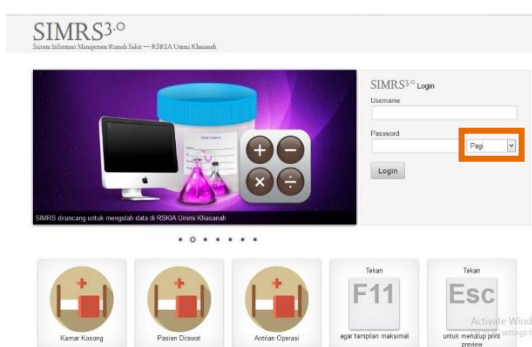 SIMRS3.0
Sistem Informasi Manajemen Rumah Sakit — RSKIA Ummi Khasanah
SIMRS3.0 Login
Username
Password
Pagi
Login
SIMRS dirancang untuk mengolah data di RSKIA Ummi Khasanah
Kamar Kosong
Pasien Dirawat
Antrian Operasi
Tekan
F11
agar tampilan maksimal
Tekan
Esc
untuk menutup print
preview
Activate Wind
settings t